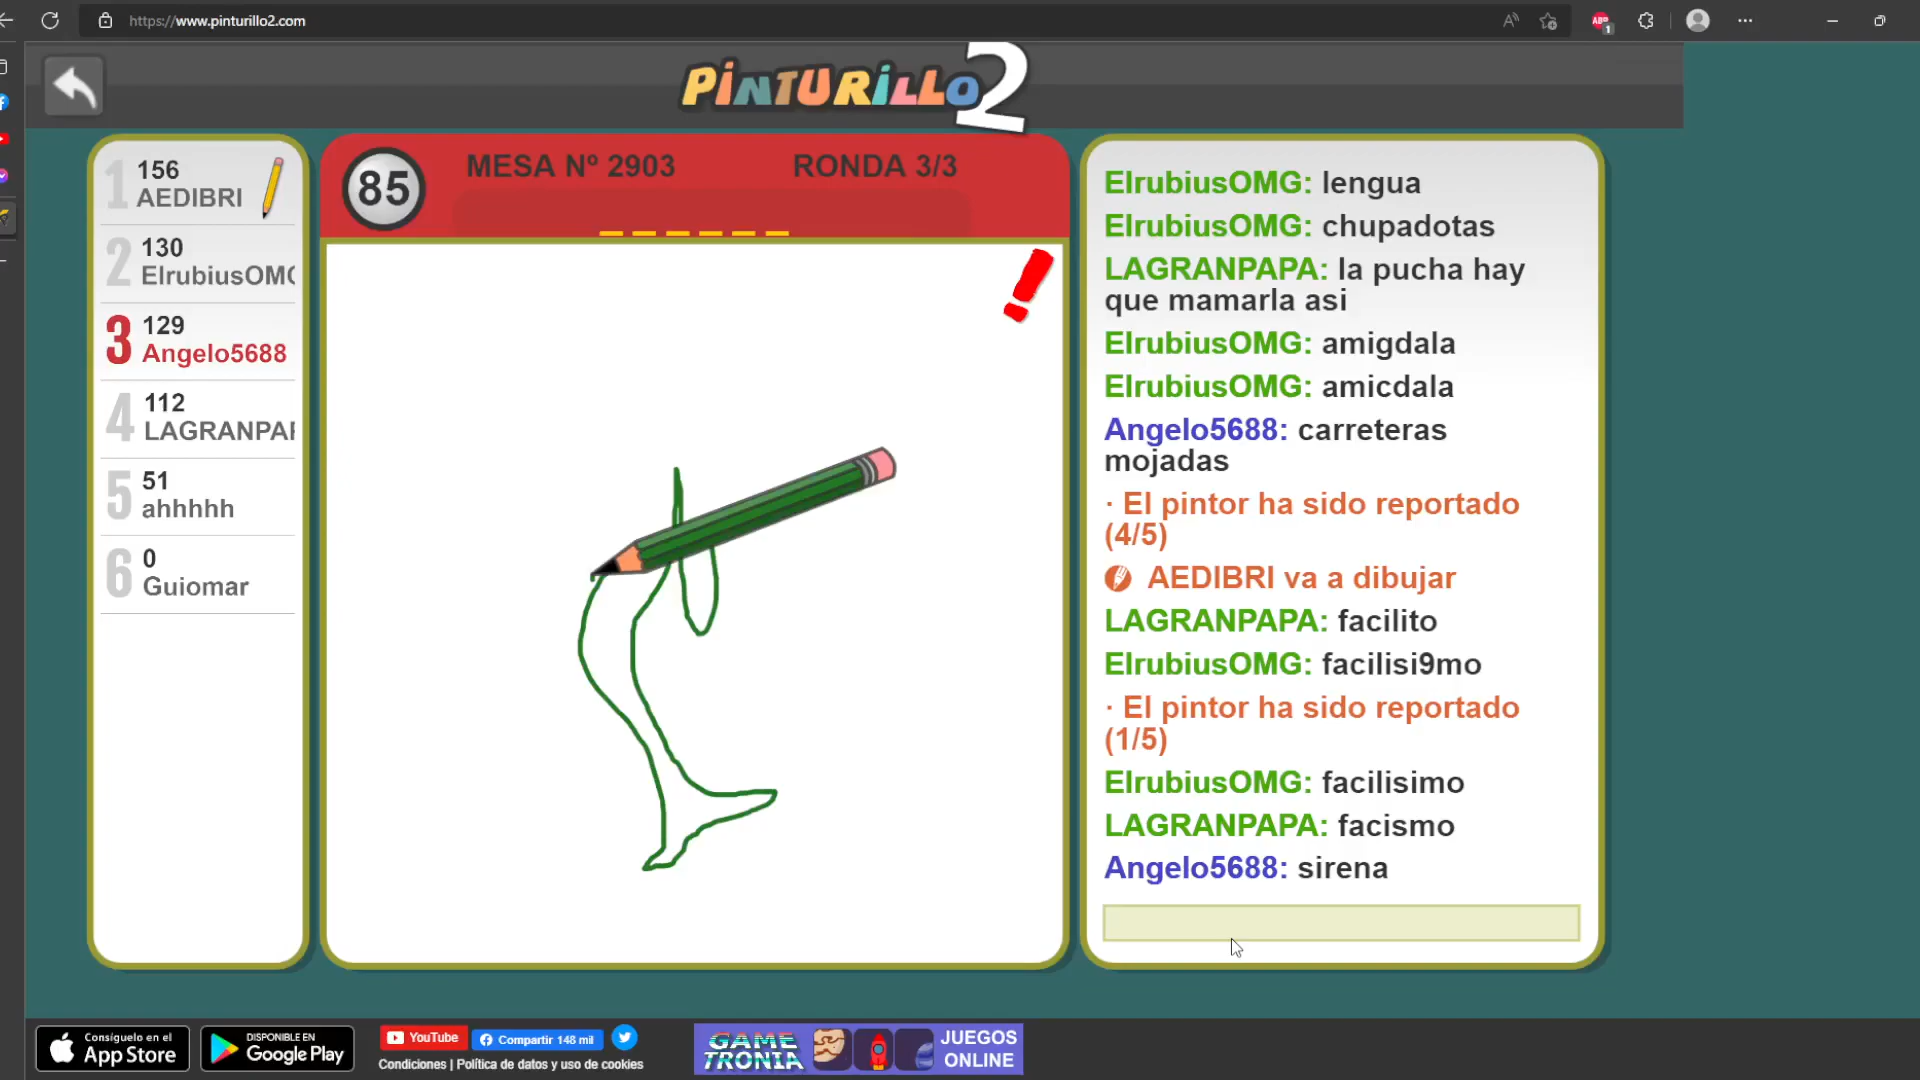 https://www.pinturillo2.com
ABP
1
PINTURILLO2
1 156
AEDIBRI
2 130
ElrubiusOMG
3 129
Angelo5688
4 112
LAGRANPAP
5 51
ahhhhh
6 0
Guiomar
85
MESA Nº 2903
RONDA 3/3
ElrubiusOMG: lengua
ElrubiusOMG: chupadotas
LAGRANPAPA: la pucha hay
que mamarla asi
ElrubiusOMG: amigdala
ElrubiusOMG: amicdala
Angelo5688: carreteras
mojadas
· El pintor ha sido reportado
(4/5)
AEDIBRI va a dibujar
LAGRANPAPA: facilito
ElrubiusOMG: facilisi9mo
· El pintor ha sido reportado
(1/5)
ElrubiusOMG: facilisimo
LAGRANPAPA: facismo
Angelo5688: sirena
Consíguelo en el
App Store
DISPONIBLE EN
Google Play
YouTube
Compartir 148 mil
Condiciones | Política de datos y uso de cookies
GAME
TRONIA
JUEGOS
ONLINE